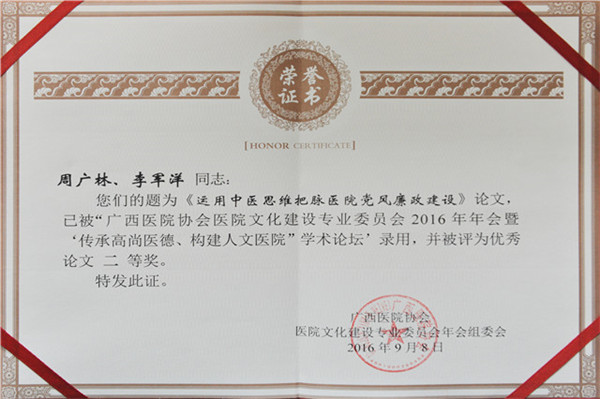 荣誉
证书
[HONOR CERTIFICATE]
周广林、李军洋 同志：
您们的题为《运用中医思维把脉医院党风廉政建设》论文，
已被“广西医院协会医院文化建设专业委员会2016年年会暨
‘传承高尚医德、构建人文医院”学术论坛’录用，并被评为优秀
论文 二 等奖。
特发此证。
广西医院协会
医院文化建设专业委员会年会组委会
2016年9月8日